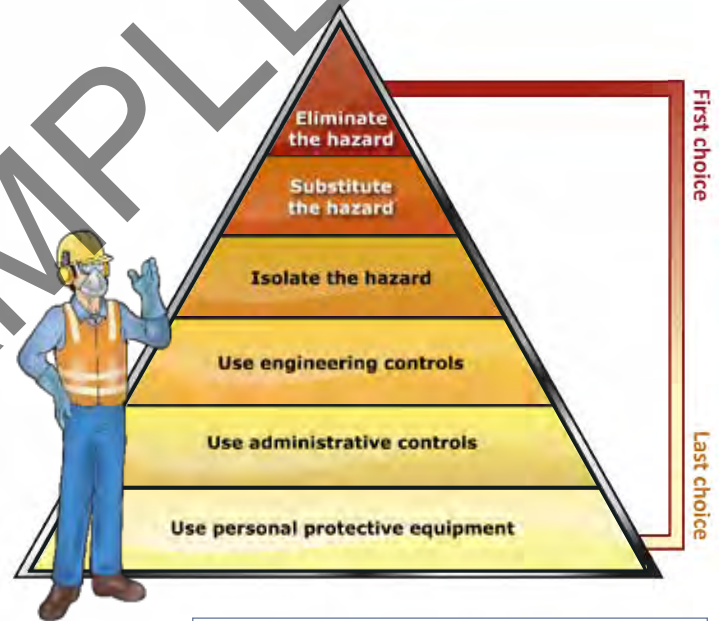 Eliminate
the hazard
Substitute
the hazard
Isolate the hazard
Use engineering controls
Use administrative controls
Use personal protective equipment
First choice
Last choice